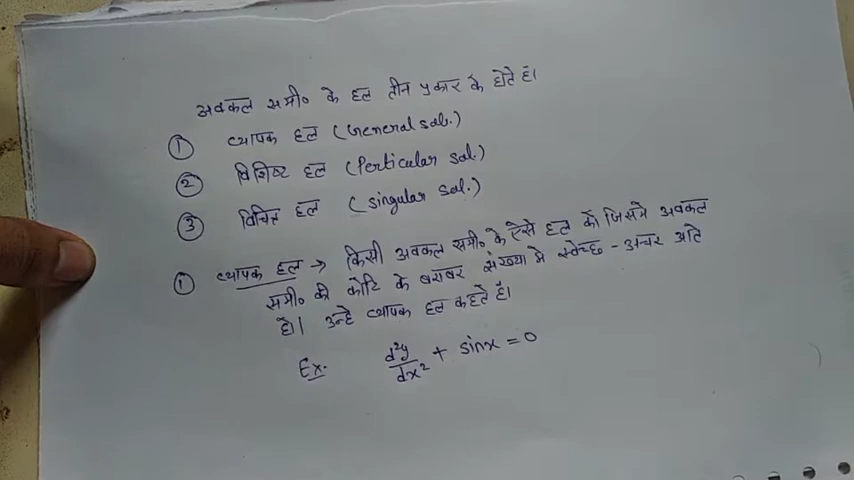 अवकल समी० के हल तीन प्रकार के होते हैं।
① व्यापक हल (General sol.)
② विशिष्ट हल (Perticular sol.)
③ विचित्र हल (singular sol.)
① व्यापक हल → किसी अवकल समी० के ऐसे हल को जिसमे अवकल
समी० की कोटि के बराबर संख्या मे स्वेच्छ - अचर आते
हो। उन्हे व्यापक हल कहते हैं।
Ex. d²y/dx² + sinx = 0